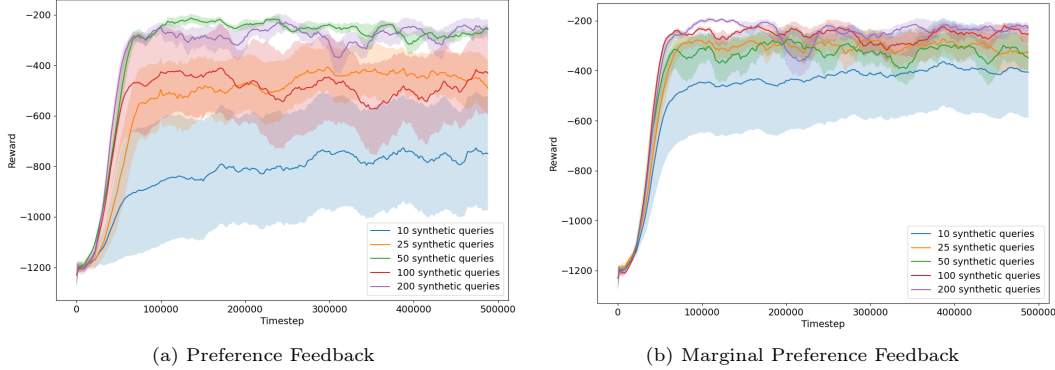 −200
−400
−600
−800
−1000
−1200
Reward
0
100000
200000
300000
400000
500000
Timestep
10 synthetic queries
25 synthetic queries
50 synthetic queries
100 synthetic queries
200 synthetic queries
(a) Preference Feedback
−200
−400
−600
−800
−1000
−1200
Reward
0
100000
200000
300000
400000
500000
Timestep
10 synthetic queries
25 synthetic queries
50 synthetic queries
100 synthetic queries
200 synthetic queries
(b) Marginal Preference Feedback